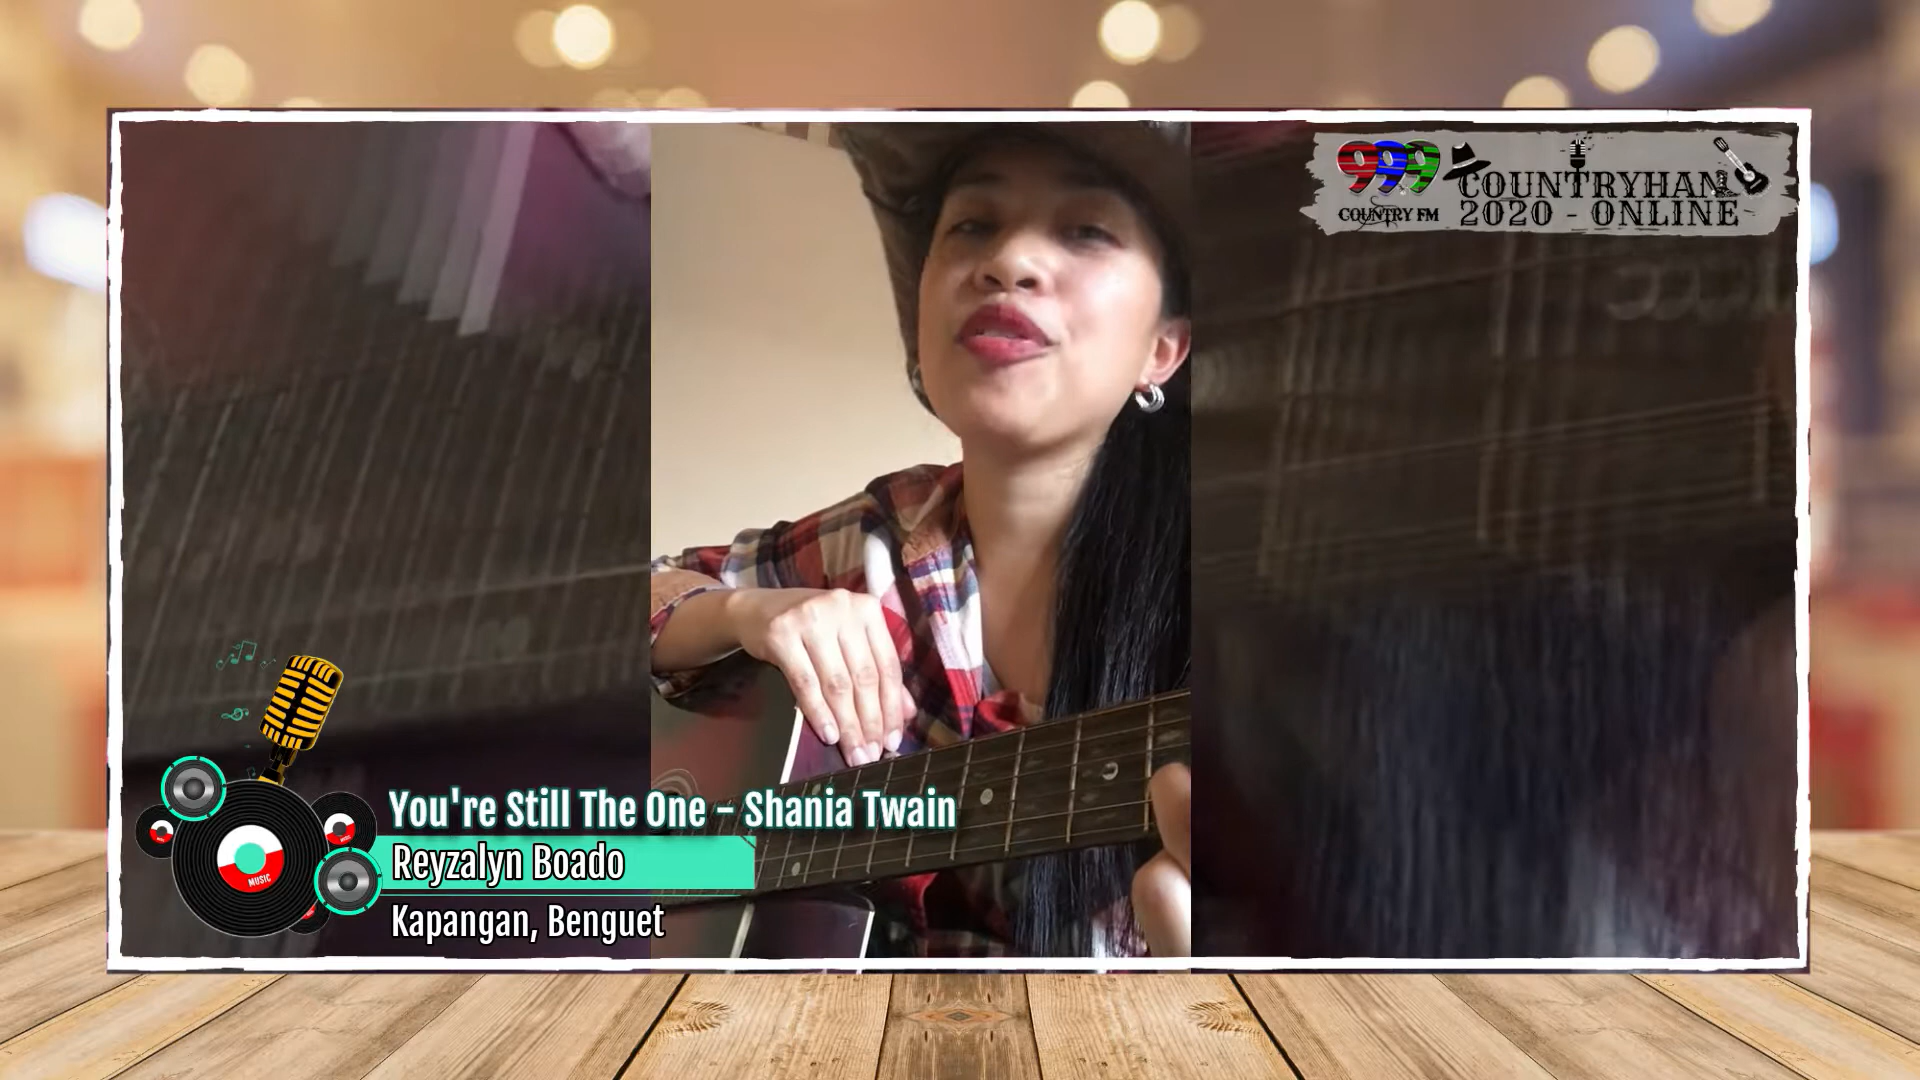 999
COUNTRY FM
COUNTRYHAN
2020 - ONLINE
You're Still The One - Shania Twain
Reyzalyn Boado
Kapangan, Benguet
MUSIC